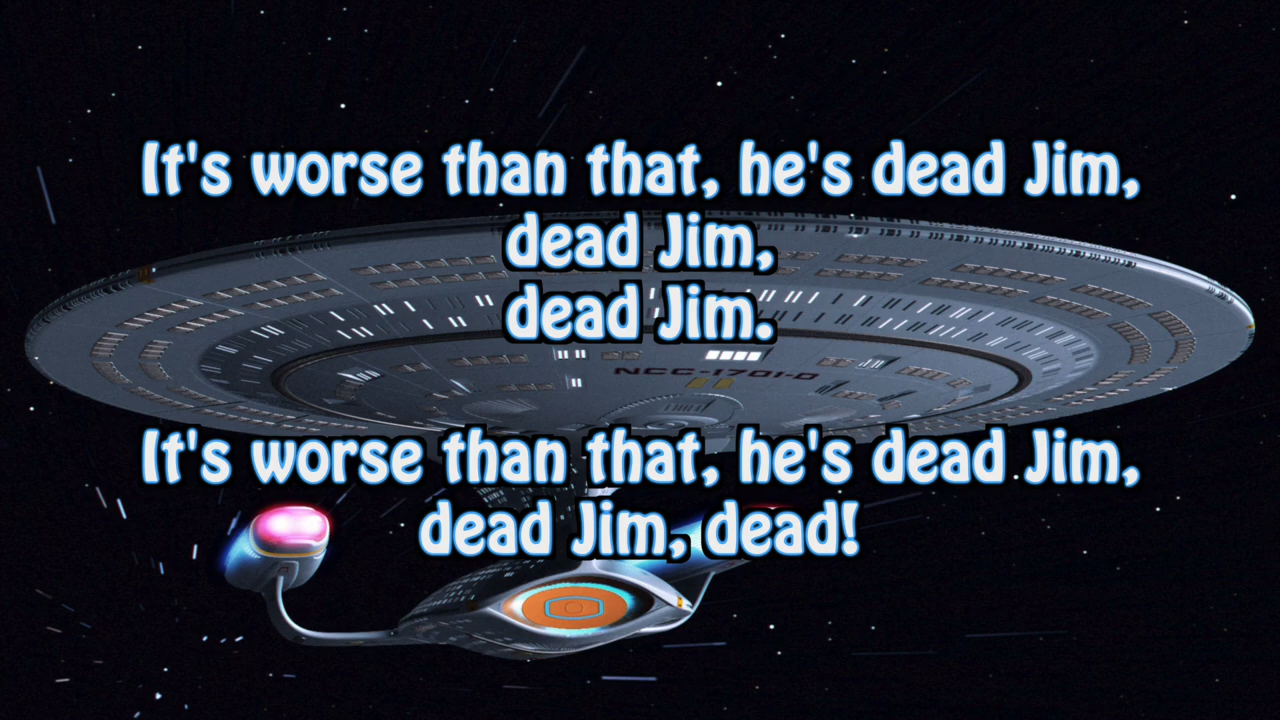 It's worse than that, he's dead Jim,
dead Jim,
dead Jim.
NCC-1701-D
It's worse than that, he's dead Jim,
dead Jim, dead!